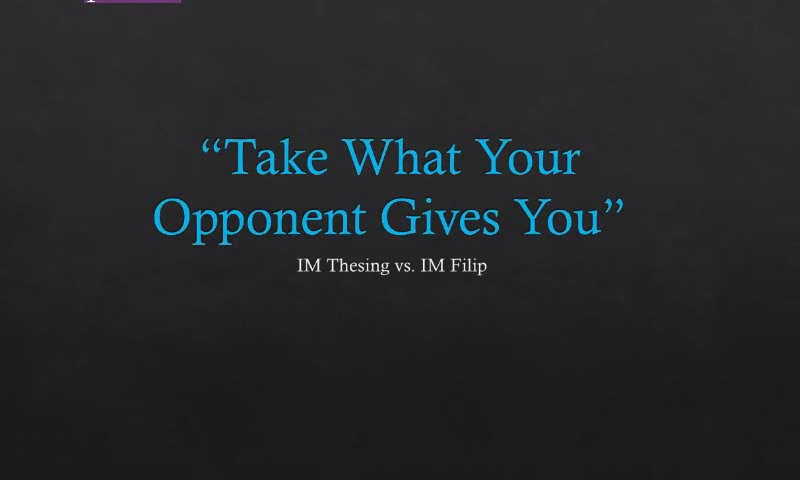 “Take What Your
Opponent Gives You”
IM Thesing vs. IM Filip